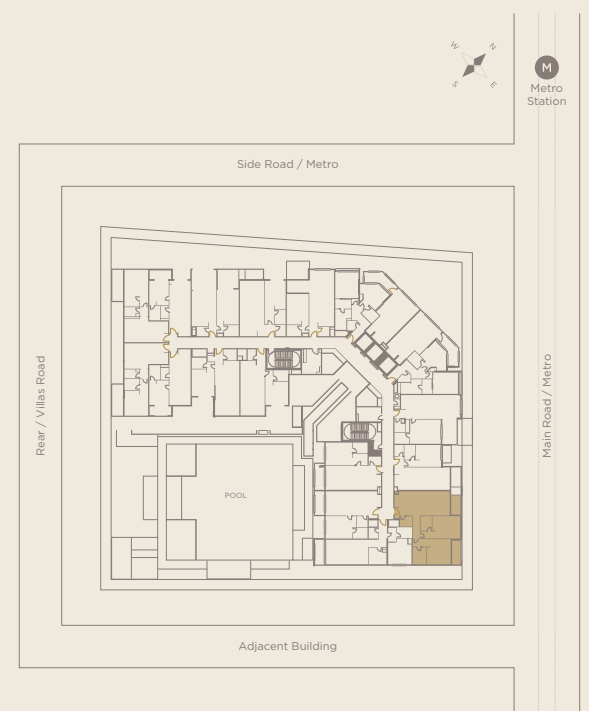 N
W
E
S
M
Metro
Station
Side Road / Metro
Rear / Villas Road
Main Road / Metro
POOL
Adjacent Building